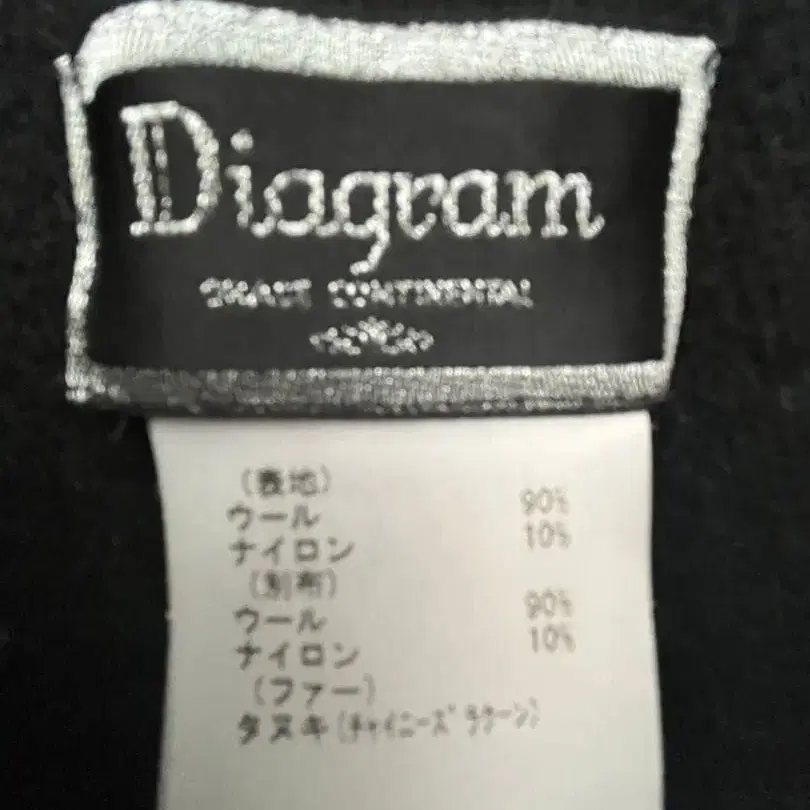 Diagram
GRACE CONTINENTAL
(表地)
ウール 90%
ナイロン 10%
(別布)
ウール 90%
ナイロン 10%
(ファー)
タヌキ(チャイニーズラクーン)